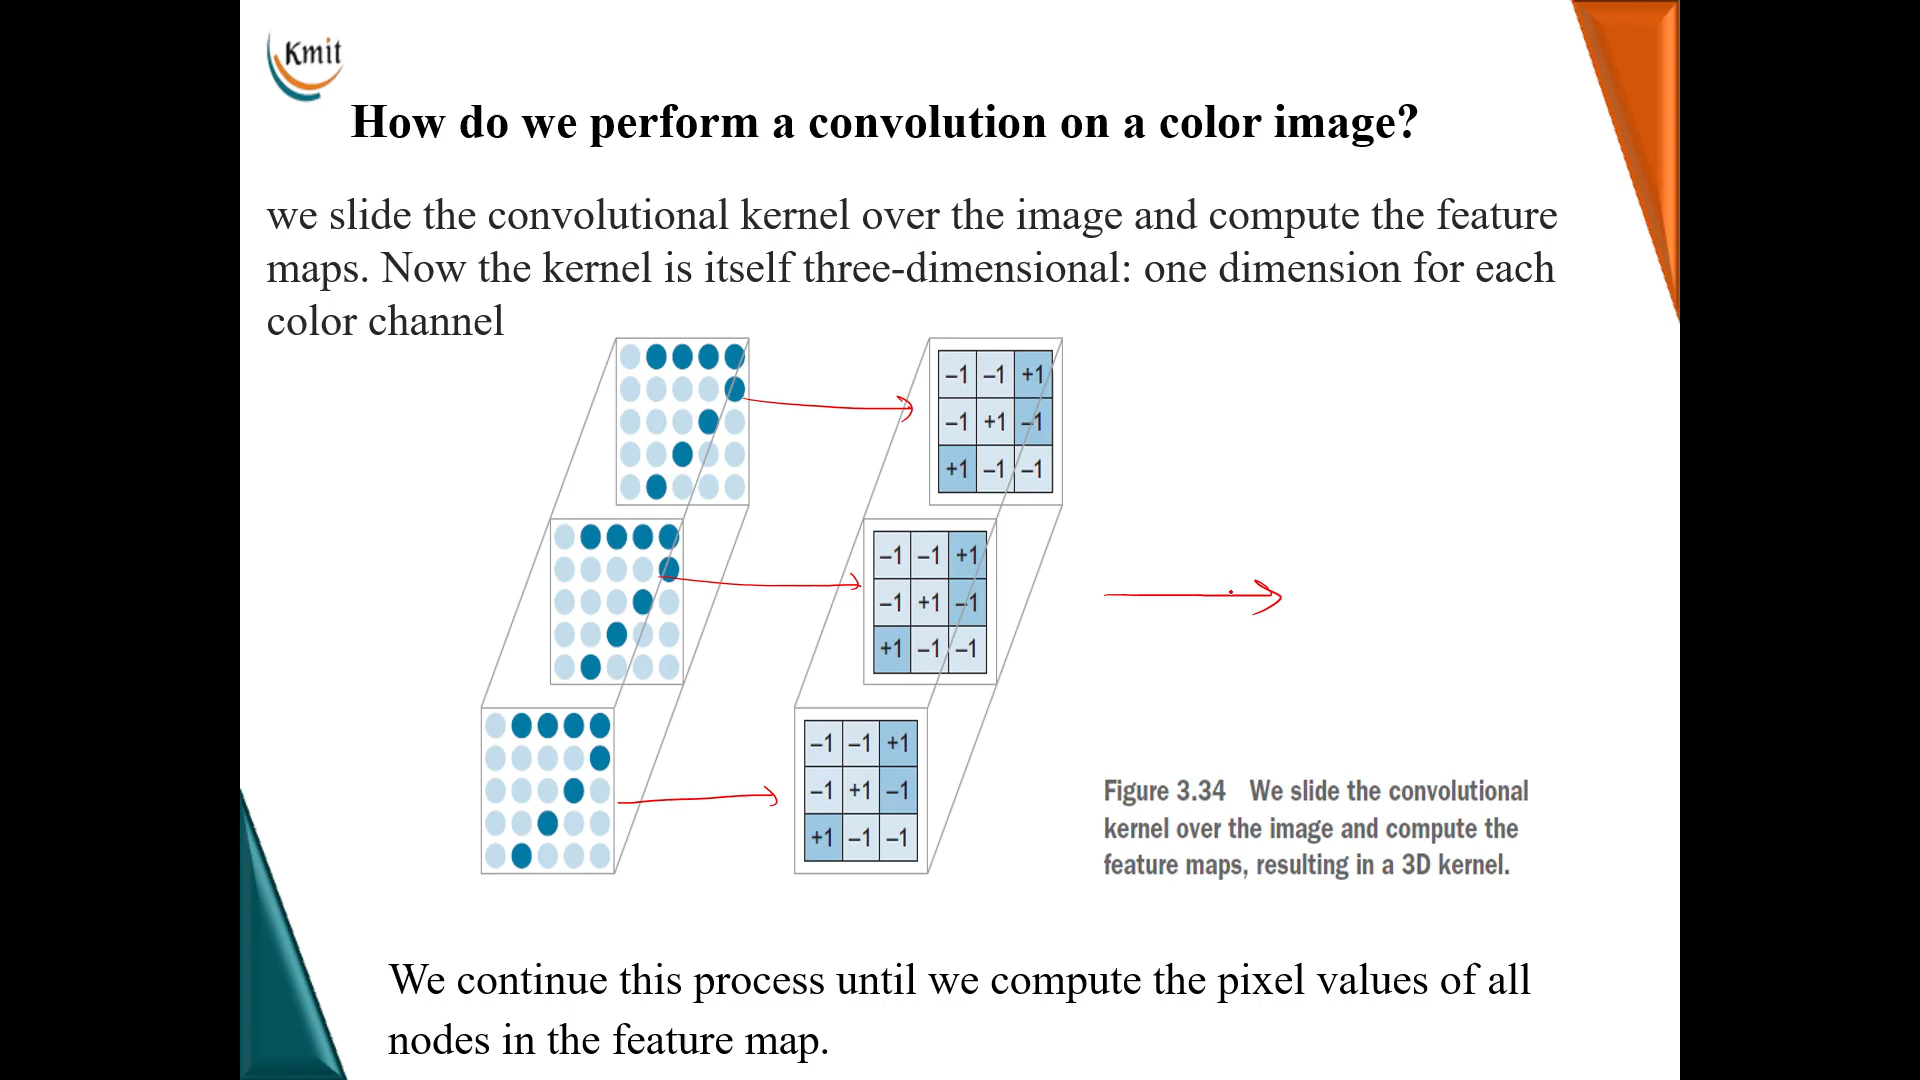 Kmit
How do we perform a convolution on a color image?
we slide the convolutional kernel over the image and compute the feature
maps. Now the kernel is itself three-dimensional: one dimension for each
color channel
–1 –1 +1
–1 +1 –1
+1 –1 –1
–1 –1 +1
–1 +1 –1
+1 –1 –1
–1 –1 +1
–1 +1 –1
+1 –1 –1
Figure 3.34 We slide the convolutional
kernel over the image and compute the
feature maps, resulting in a 3D kernel.
We continue this process until we compute the pixel values of all
nodes in the feature map.